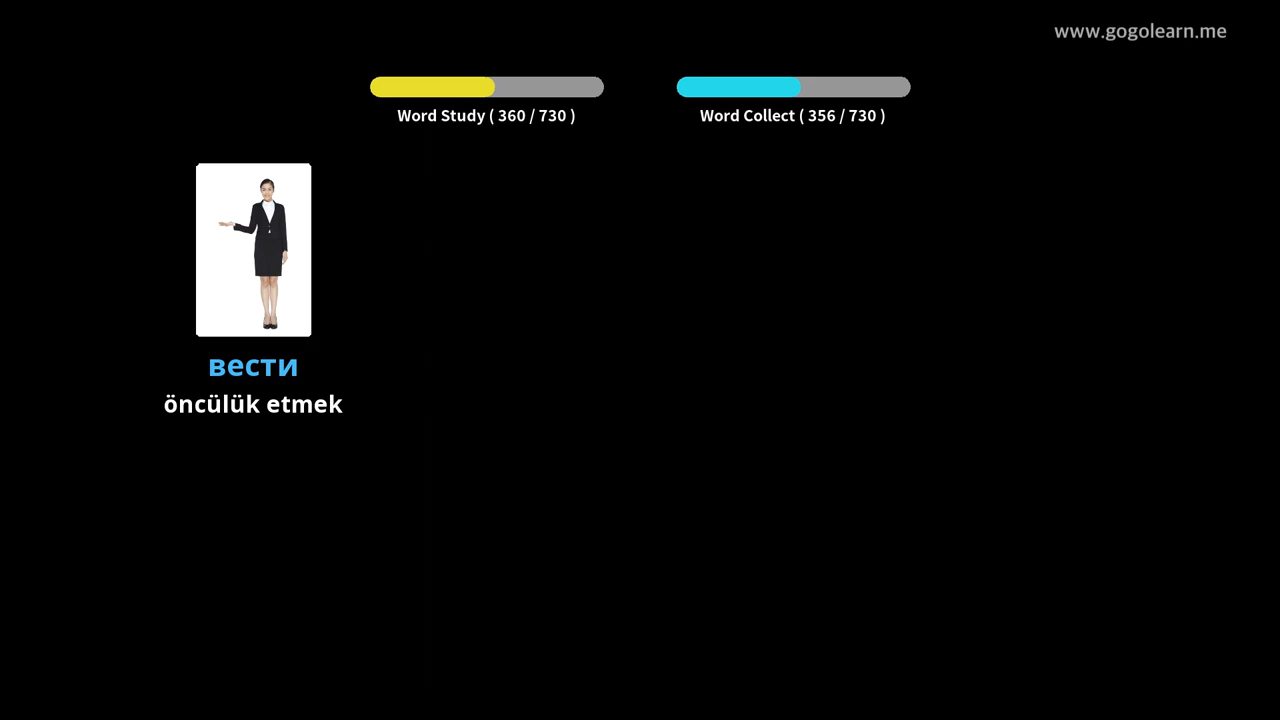 www.gogolearn.me
Word Study ( 360 / 730 )
Word Collect ( 356 / 730 )
вести
öncülük etmek